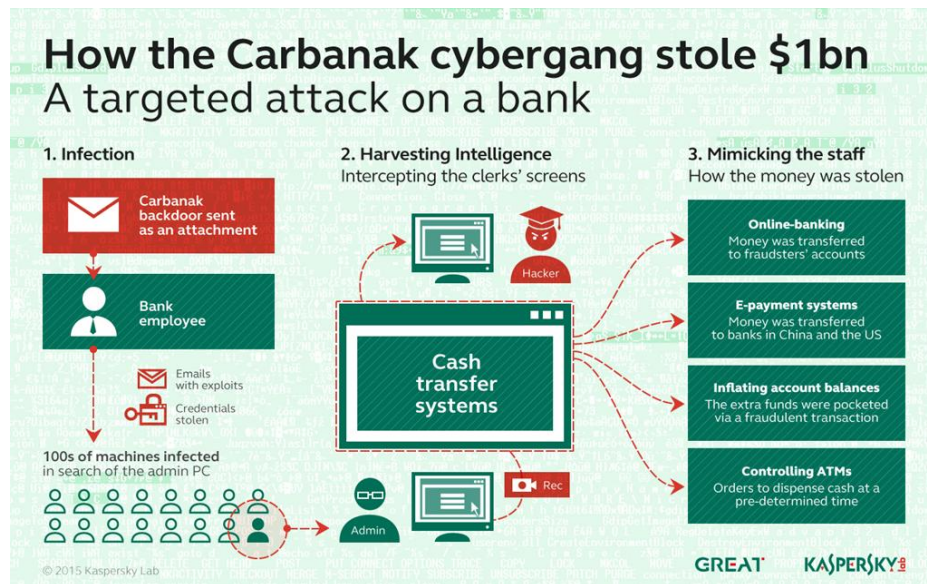 How the Carbanak cybergang stole $1bn
A targeted attack on a bank
1. Infection
Carbanak
backdoor sent
as an attachment
Bank
employee
Emails
with exploits
Credentials
stolen
100s of machines infected
in search of the admin PC
2. Harvesting Intelligence
Intercepting the clerks' screens
Hacker
Cash
transfer
systems
Rec
Admin
3. Mimicking the staff
How the money was stolen
Online-banking
Money was transferred
to fraudsters' accounts
E-payment systems
Money was transferred
to banks in China and the US
Inflating account balances
The extra funds were pocketed
via a fraudulent transaction
Controlling ATMs
Orders to dispense cash at a
pre-determined time
© 2015 Kaspersky Lab
GREAT
KASPERSKY LAB